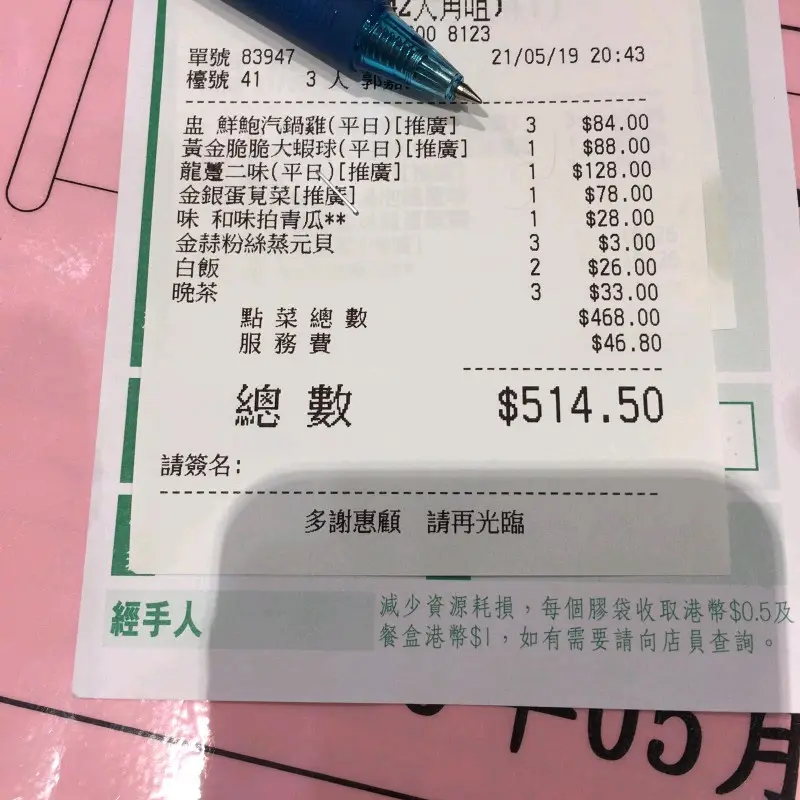 8123
單號 83947 21/05/19 20:43
檯號 41 3 人 郭嘉
盅 鮮鮑汽鍋雞(平日)[推廣] 3 $84.00
黃金脆脆大蝦球(平日)[推廣] 1 $88.00
龍躉二味(平日)[推廣] 1 $128.00
金銀蛋莧菜[推廣] 1 $78.00
味 和味拍青瓜** 1 $28.00
金蒜粉絲蒸元貝 3 $3.00
白飯 2 $26.00
晚茶 3 $33.00
點菜總數 $468.00
服務費 $46.80
總數 $514.50
請簽名:
多謝惠顧 請再光臨
經手人
減少資源耗損，每個膠袋收取港幣$0.5及
餐盒港幣$1，如有需要請向店員查詢。
05月